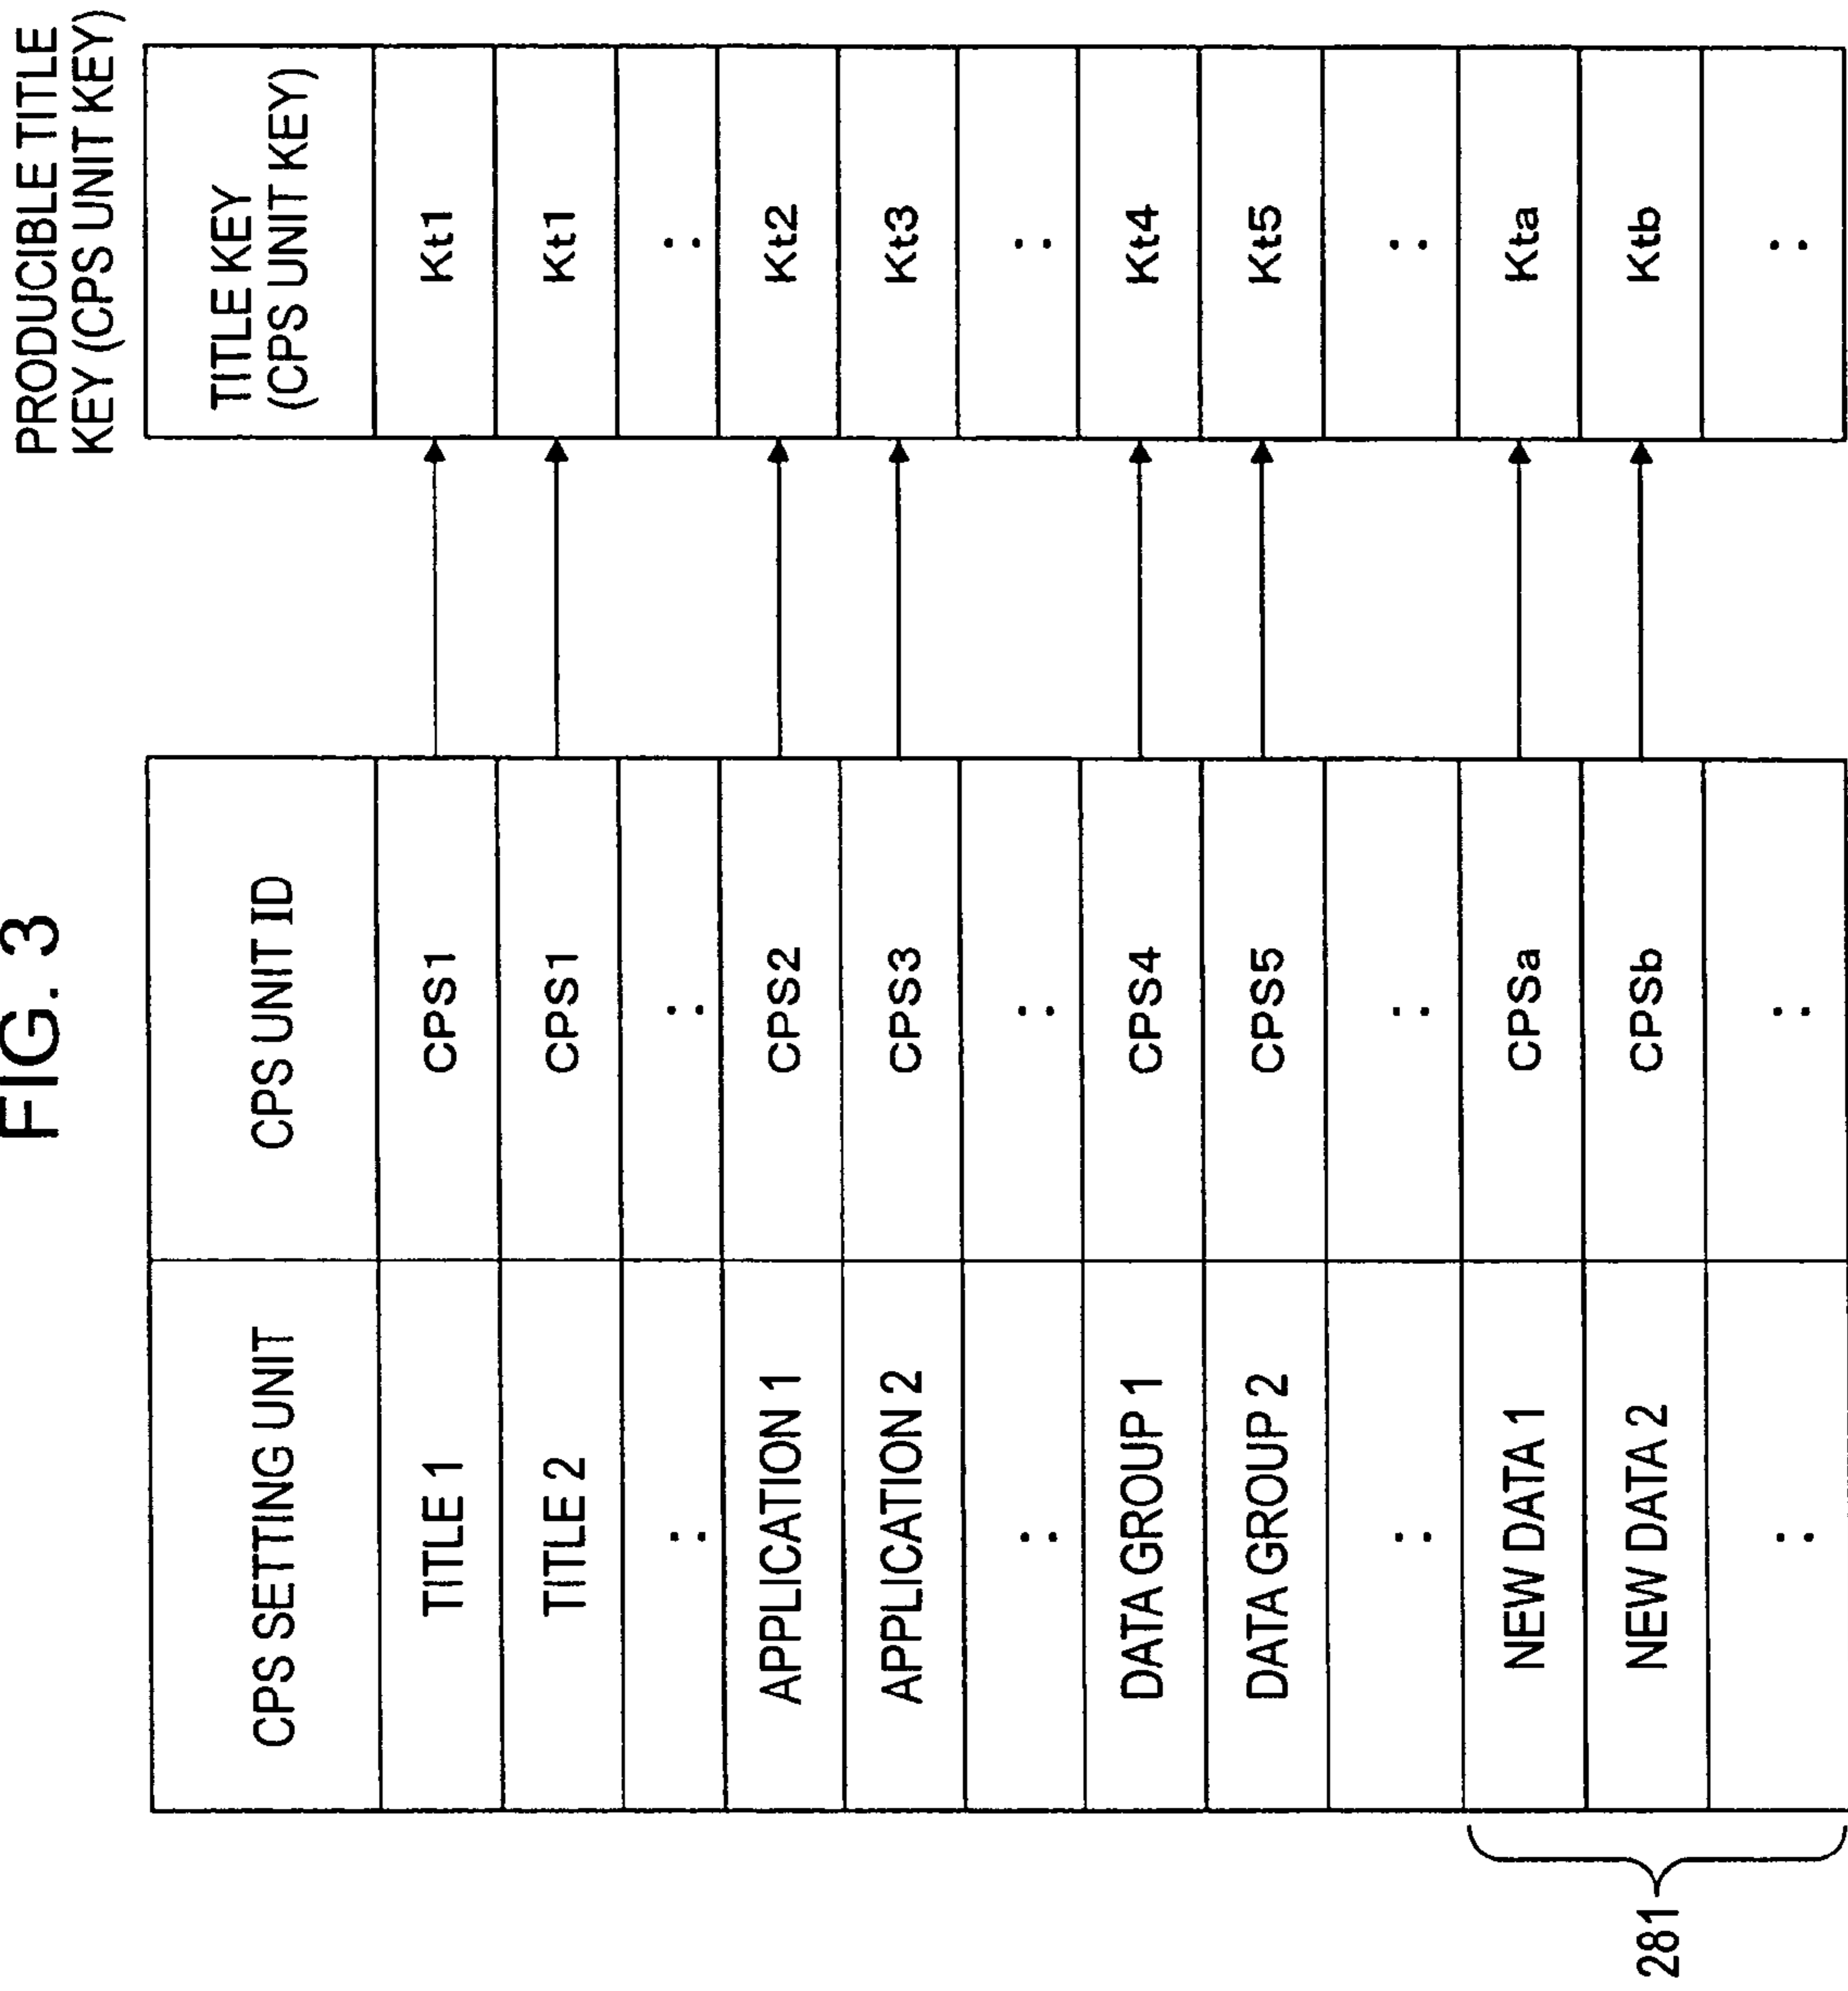 FIG. 3
PRODUCIBLE TITLE
KEY (CPS UNIT KEY)
CPS SETTING UNIT CPS UNIT ID TITLE KEY
(CPS UNIT KEY)
TITLE 1 CPS1 Kt1
TITLE 2 CPS1 Kt1
: : :
APPLICATION 1 CPS2 Kt2
APPLICATION 2 CPS3 Kt3
: : :
DATA GROUP 1 CPS4 Kt4
DATA GROUP 2 CPS5 Kt5
: : :
NEW DATA 1 CPSa Kta
NEW DATA 2 CPSb Ktb
: : :
281